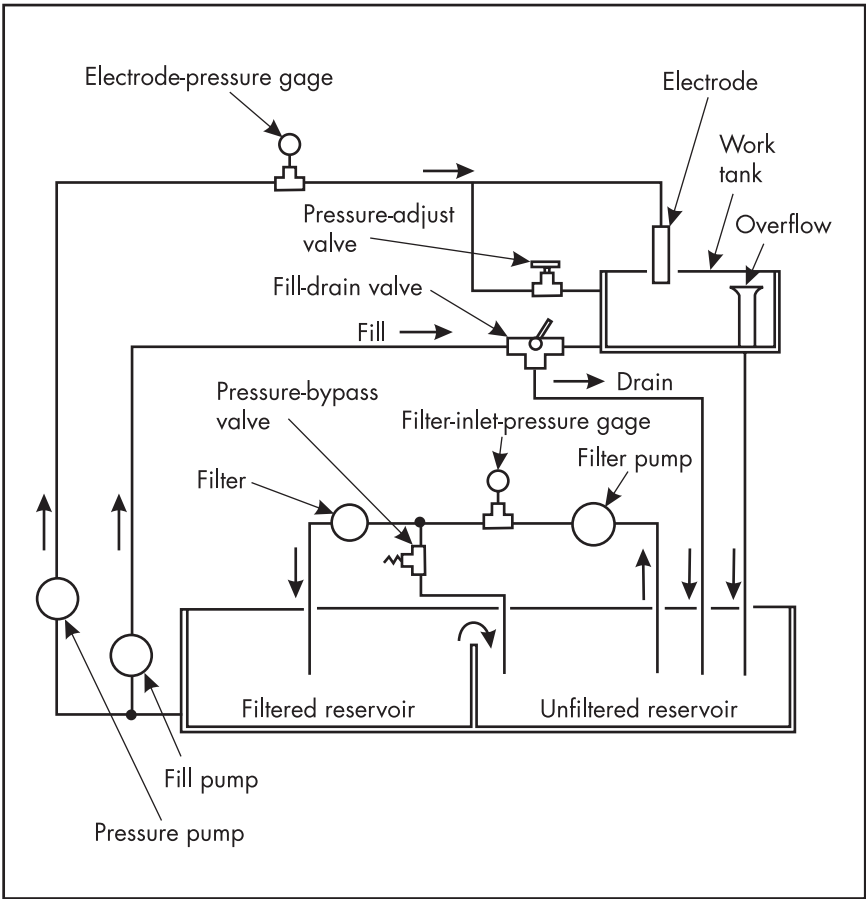 Electrode-pressure gage
Electrode
Work
tank
Pressure-adjust
valve
Overflow
Fill-drain valve
Fill
Drain
Pressure-bypass
valve
Filter-inlet-pressure gage
Filter pump
Filter
Filtered reservoir
Unfiltered reservoir
Fill pump
Pressure pump